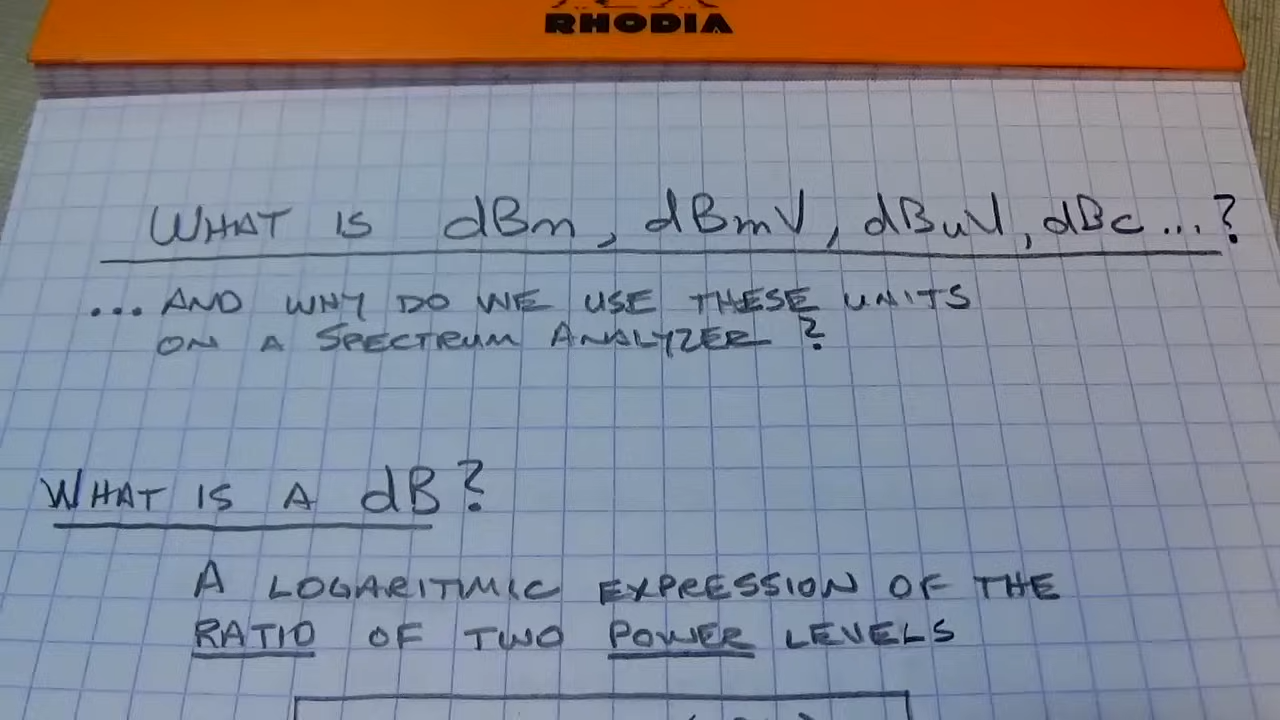 RHODIA
WHAT IS dBm, dBmV, dBuV, dBc...?
...AND WHY DO WE USE THESE UNITS
ON A SPECTRUM ANALYZER?
WHAT IS A dB?
A LOGARITMIC EXPRESSION OF THE
RATIO OF TWO POWER LEVELS